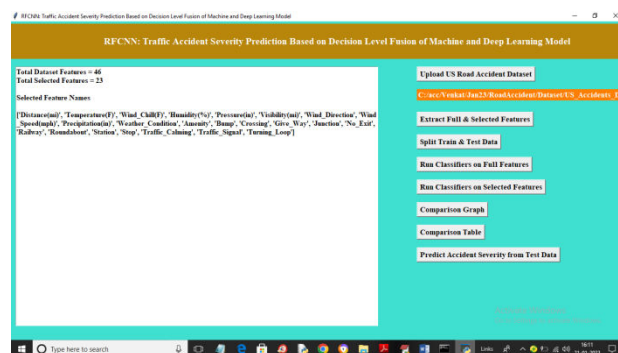 RFCNN: Traffic Accident Severity Prediction Based on Decision Level Fusion of Machine and Deep Learning Model
RFCNN: Traffic Accident Severity Prediction Based on Decision Level Fusion of Machine and Deep Learning Model
Total Dataset Features = 46
Total Selected Features = 23
Selected Feature Names
['Distance(mi)', 'Temperature(F)', 'Wind_Chill(F)', 'Humidity(%)', 'Pressure(in)', 'Visibility(mi)', 'Wind_Direction', 'Wind
_Speed(mph)', 'Precipitation(in)', 'Weather_Condition', 'Amenity', 'Bump', 'Crossing', 'Give_Way', 'Junction', 'No_Exit',
'Railway', 'Roundabout', 'Station', 'Stop', 'Traffic_Calming', 'Traffic_Signal', 'Turning_Loop']
Upload US Road Accident Dataset
C:/acc/Venkat/Jan23/RoadAccident/Dataset/US_Accidents_
Extract Full & Selected Features
Split Train & Test Data
Run Classifiers on Full Features
Run Classifiers on Selected Features
Comparison Graph
Comparison Table
Predict Accident Severity from Test Data
Type here to search
Links
16:11